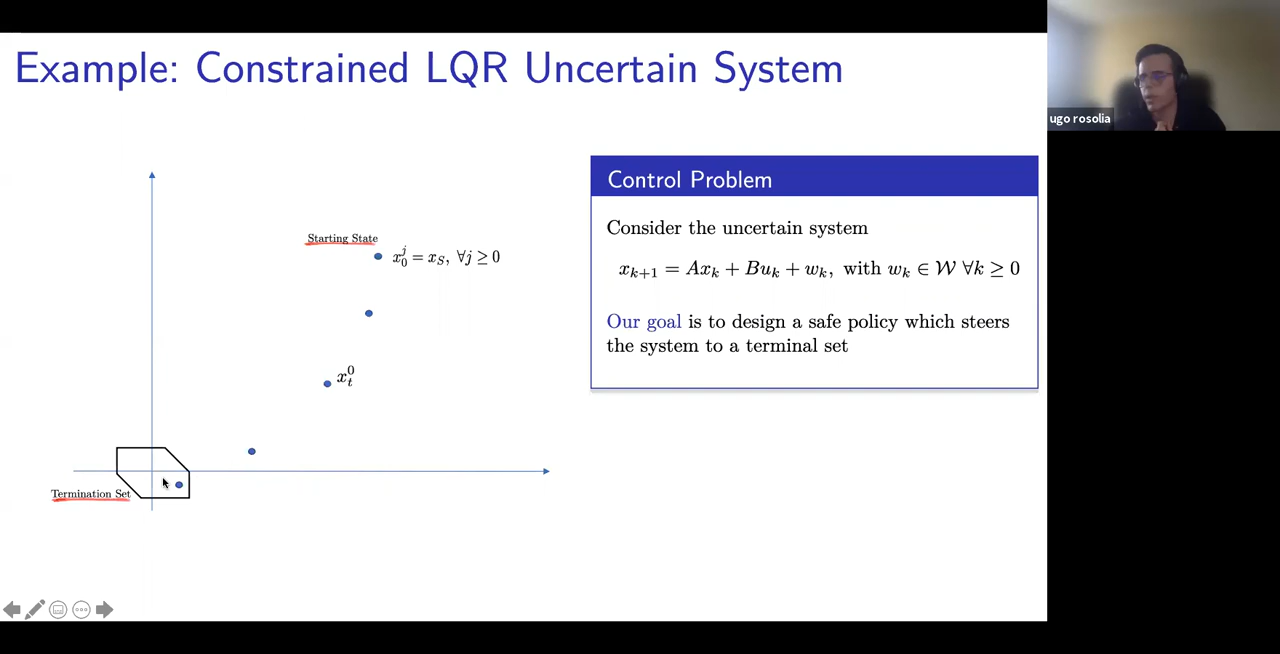 Example: Constrained LQR Uncertain System
ugo rosolia
Starting State
x_0^j = x_S, ∀j ≥ 0
x_t^0
Termination Set
Control Problem
Consider the uncertain system
x_{k+1} = Ax_k + Bu_k + w_k, with w_k ∈ 𝒲 ∀k ≥ 0
Our goal is to design a safe policy which steers
the system to a terminal set